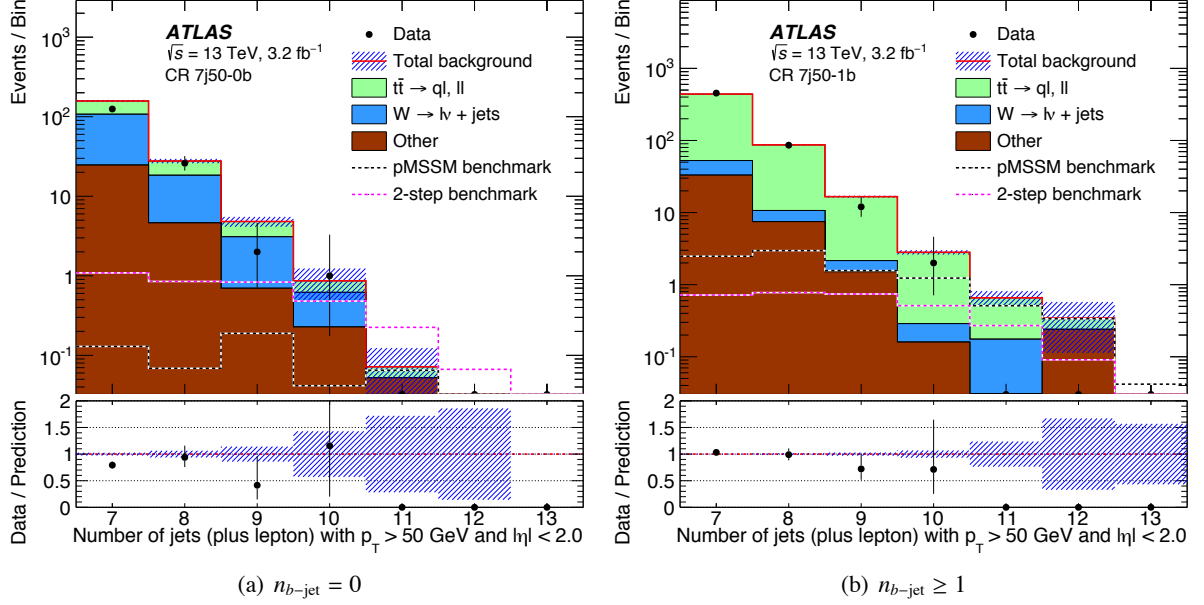 Events / Bin
10³
10²
10
1
10⁻¹
ATLAS
√s = 13 TeV, 3.2 fb⁻¹
CR 7j50-0b
Data
Total background
tt̄ → ql, ll
W → lν + jets
Other
pMSSM benchmark
2-step benchmark
Data / Prediction
2
1.5
1
0.5
0
7 8 9 10 11 12 13
Number of jets (plus lepton) with p_T > 50 GeV and |η| < 2.0
(a) n_{b−jet} = 0
Events / Bin
10³
10²
10
1
10⁻¹
ATLAS
√s = 13 TeV, 3.2 fb⁻¹
CR 7j50-1b
Data
Total background
tt̄ → ql, ll
W → lν + jets
Other
pMSSM benchmark
2-step benchmark
Data / Prediction
2
1.5
1
0.5
0
7 8 9 10 11 12 13
Number of jets (plus lepton) with p_T > 50 GeV and |η| < 2.0
(b) n_{b−jet} ≥ 1